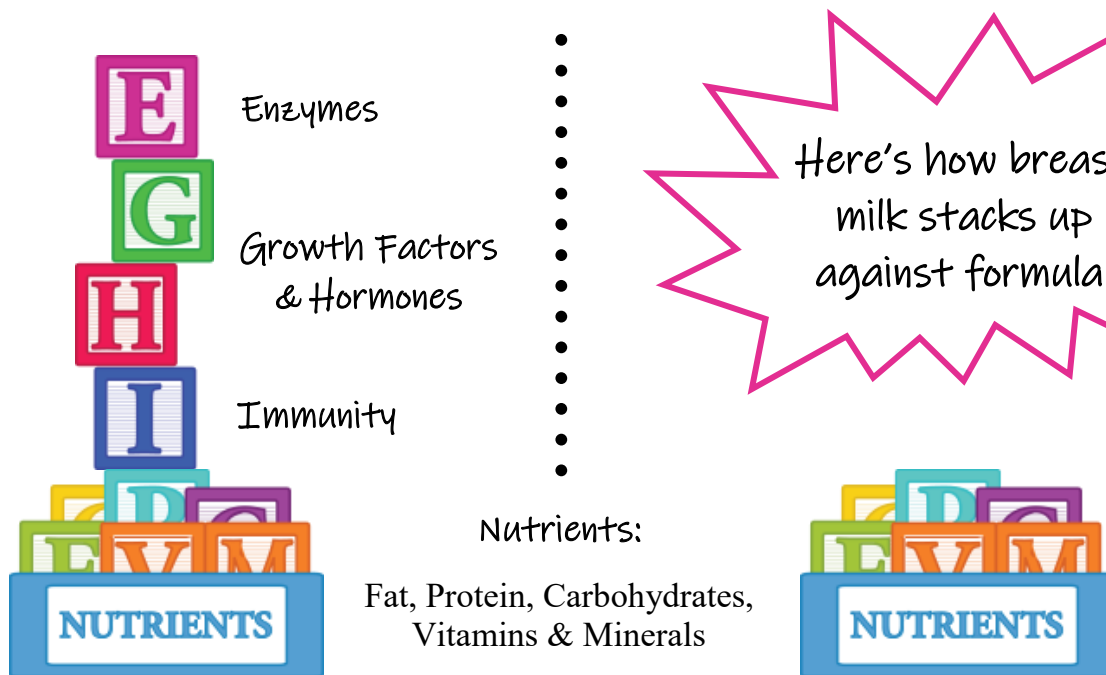 E
Enzymes
G
Growth Factors
& Hormones
H
I
Immunity
Here's how breas
milk stacks up
against formula
P
G
F V M
NUTRIENTS
Nutrients:
Fat, Protein, Carbohydrates,
Vitamins & Minerals
P
G
F V M
NUTRIENTS